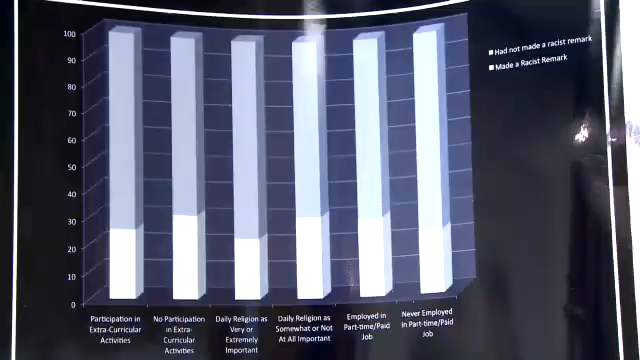 100
90
80
70
60
50
40
30
20
10
0
Had not made a racist remark
Made a Racist Remark
Participation in
Extra-Curricular
Activities
No Participation
in Extra-
Curricular
Activities
Daily Religion as
Very or
Extremely
Important
Daily Religion as
Somewhat or Not
At All Important
Employed in
Part-time/Paid
Job
Never Employed
in Part-time/Paid
Job